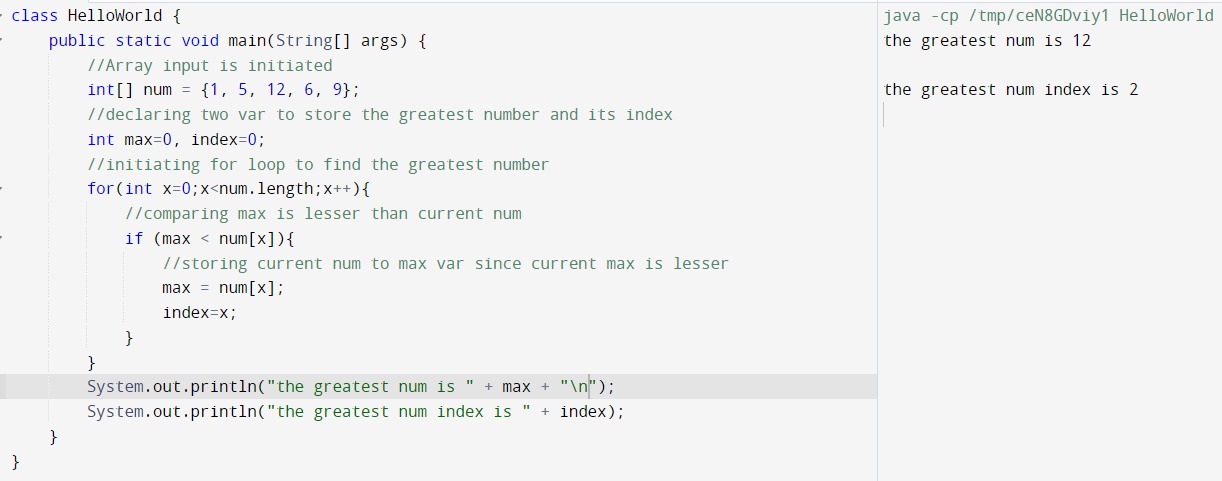 class HelloWorld {
    public static void main(String[] args) {
        //Array input is initiated
        int[] num = {1, 5, 12, 6, 9};
        //declaring two var to store the greatest number and its index
        int max=0, index=0;
        //initiating for loop to find the greatest number
        for(int x=0;x<num.length;x++){
            //comparing max is lesser than current num
            if (max < num[x]){
                //storing current num to max var since current max is lesser
                max = num[x];
                index=x;
            }
        }
        System.out.println("the greatest num is " + max + "\n");
        System.out.println("the greatest num index is " + index);
    }
}
java -cp /tmp/ceN8GDviy1 HelloWorld
the greatest num is 12
the greatest num index is 2